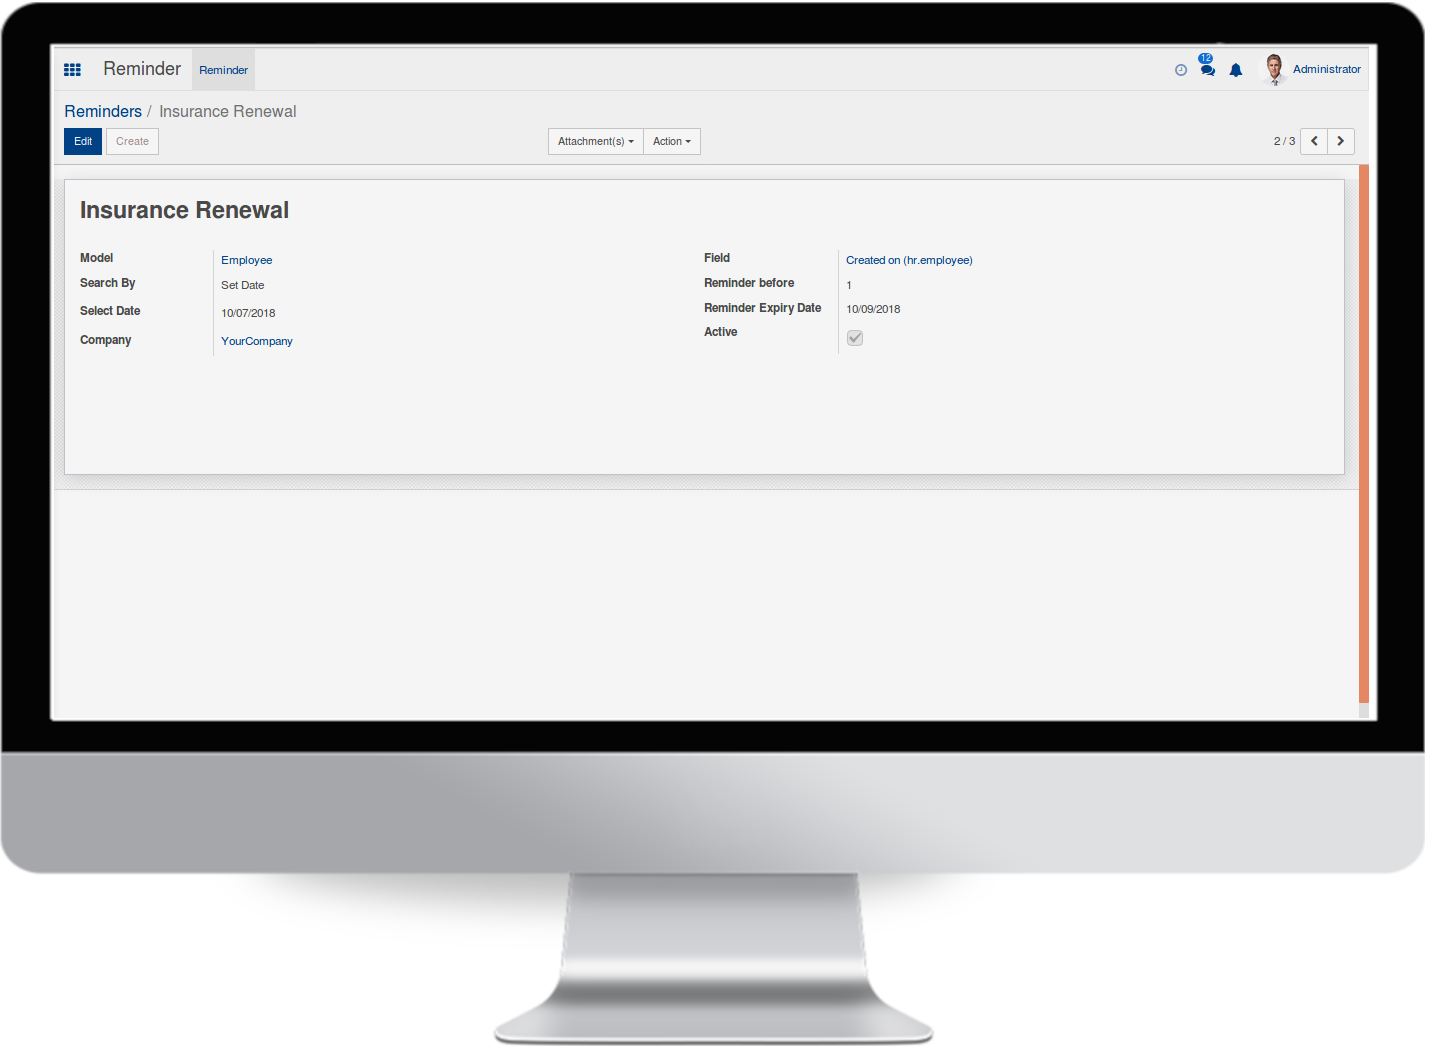 Reminder Reminder 12 Administrator
Reminders / Insurance Renewal
Edit Create Attachment(s) Action 2 / 3
Insurance Renewal
Model Employee Field Created on (hr.employee)
Search By Set Date Reminder before 1
Select Date 10/07/2018 Reminder Expiry Date 10/09/2018
Company YourCompany Active